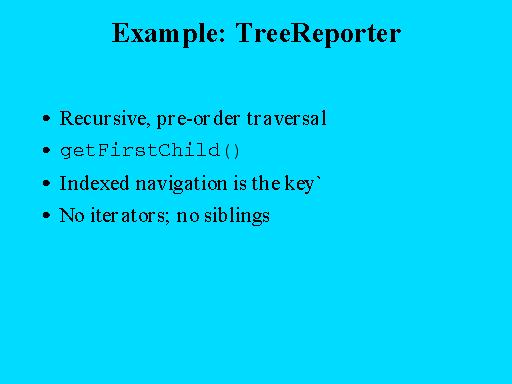 Example: TreeReporter
• Recursive, pre-order traversal
• getFirstChild()
• Indexed navigation is the key`
• No iterators; no siblings